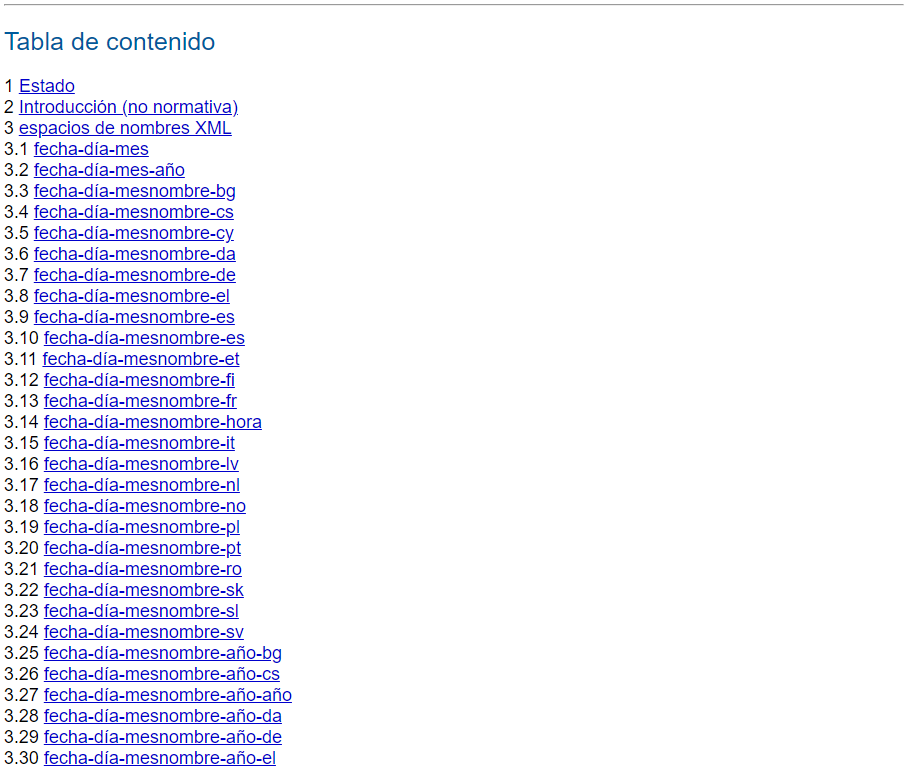 Tabla de contenido
1 Estado
2 Introducción (no normativa)
3 espacios de nombres XML
3.1 fecha-día-mes
3.2 fecha-día-mes-año
3.3 fecha-día-mesnombre-bg
3.4 fecha-día-mesnombre-cs
3.5 fecha-día-mesnombre-cy
3.6 fecha-día-mesnombre-da
3.7 fecha-día-mesnombre-de
3.8 fecha-día-mesnombre-el
3.9 fecha-día-mesnombre-es
3.10 fecha-día-mesnombre-es
3.11 fecha-día-mesnombre-et
3.12 fecha-día-mesnombre-fi
3.13 fecha-día-mesnombre-fr
3.14 fecha-día-mesnombre-hora
3.15 fecha-día-mesnombre-it
3.16 fecha-día-mesnombre-lv
3.17 fecha-día-mesnombre-nl
3.18 fecha-día-mesnombre-no
3.19 fecha-día-mesnombre-pl
3.20 fecha-día-mesnombre-pt
3.21 fecha-día-mesnombre-ro
3.22 fecha-día-mesnombre-sk
3.23 fecha-día-mesnombre-sl
3.24 fecha-día-mesnombre-sv
3.25 fecha-día-mesnombre-año-bg
3.26 fecha-día-mesnombre-año-cs
3.27 fecha-día-mesnombre-año-año
3.28 fecha-día-mesnombre-año-da
3.29 fecha-día-mesnombre-año-de
3.30 fecha-día-mesnombre-año-el